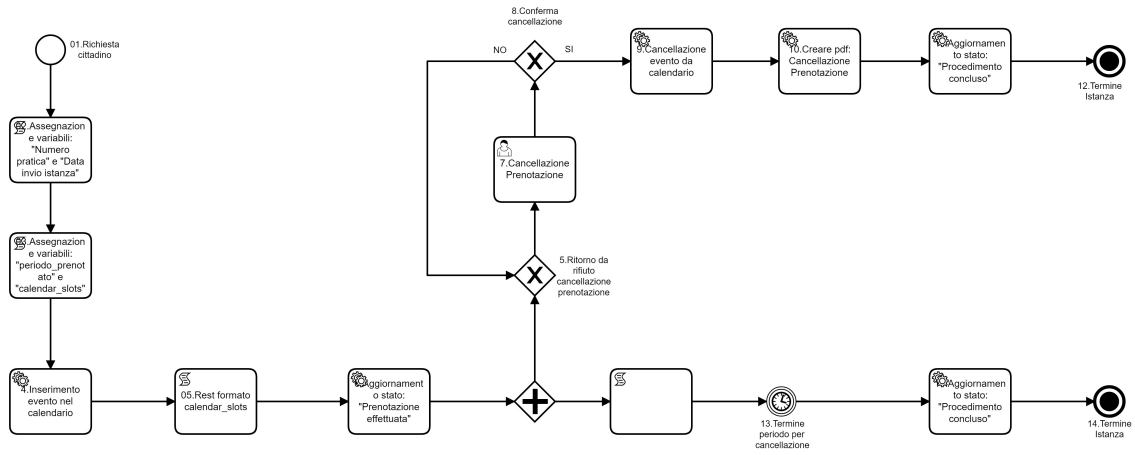 01.Richiesta
cittadino
.Assegnazion
e variabili:
"Numero
pratica" e "Data
invio istanza"
.Assegnazion
e variabili:
"periodo_prenot
ato" e
"calendar_slots"
4.Inserimento
evento nel
calendario
05.Rest formato
calendar_slots
Aggiornament
o stato:
"Prenotazione
effettuata"
5.Ritorno da
rifiuto
cancellazione
prenotazione
7.Cancellazione
Prenotazione
8.Conferma
cancellazione
NO
SI
9.Cancellazione
evento da
calendario
10.Creare pdf:
Cancellazione
Prenotazione
Aggiornamen
to stato:
"Procedimento
concluso"
12.Termine
Istanza
13.Termine
periodo per
cancellazione
Aggiornamen
to stato:
"Procedimento
concluso"
14.Termine
Istanza